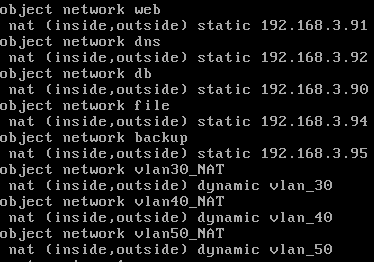 object network web
 nat (inside,outside) static 192.168.3.91
object network dns
 nat (inside,outside) static 192.168.3.92
object network db
 nat (inside,outside) static 192.168.3.90
object network file
 nat (inside,outside) static 192.168.3.94
object network backup
 nat (inside,outside) static 192.168.3.95
object network vlan30_NAT
 nat (inside,outside) dynamic vlan_30
object network vlan40_NAT
 nat (inside,outside) dynamic vlan_40
object network vlan50_NAT
 nat (inside,outside) dynamic vlan_50